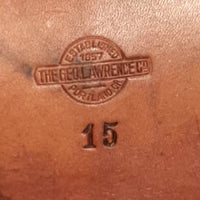 ESTABLISHED
1857
THE GEO. LAWRENCE CO.
PORTLAND, OR.
15